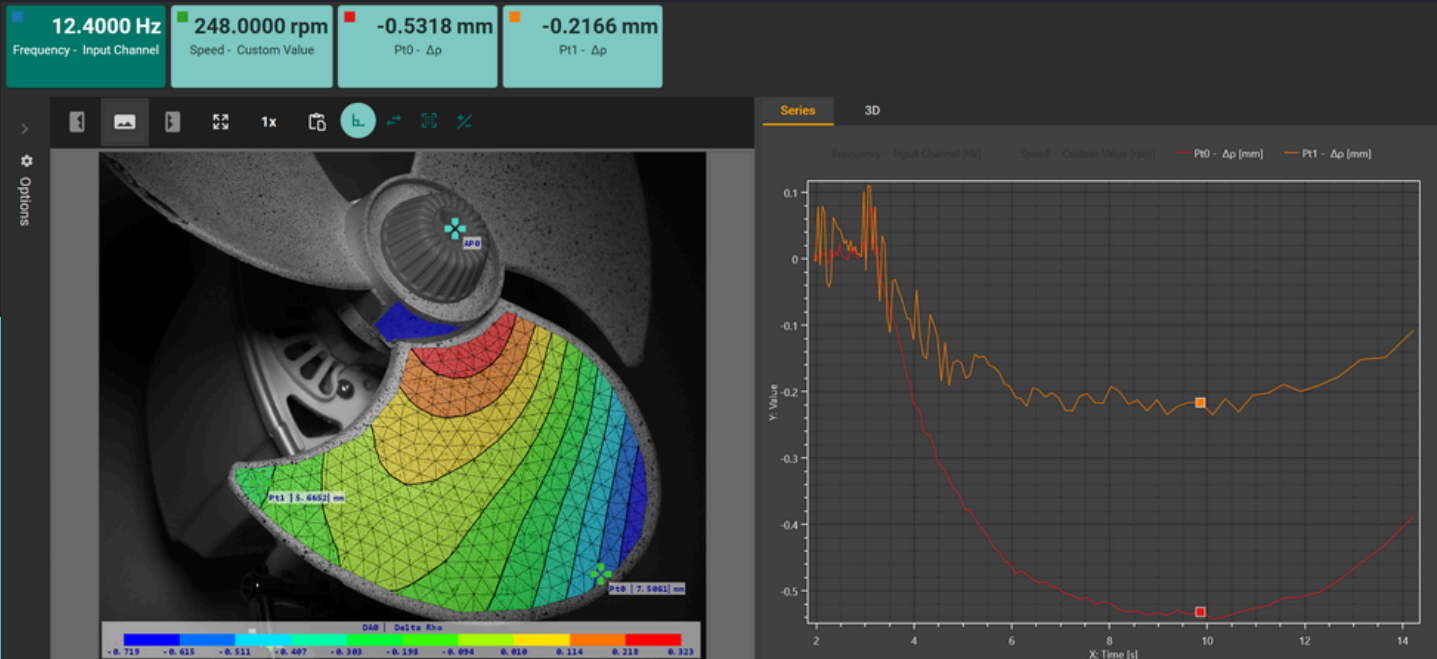 12.4000 Hz
Frequency - Input Channel
248.0000 rpm
Speed - Custom Value
-0.5318 mm
Pt0 - Δρ
-0.2166 mm
Pt1 - Δρ
1x
Options
AP0
Pt1 | 5.6652| mm
Pt0 | 7.5061| mm
DA0 | Delta Rho
-0.719 -0.615 -0.511 -0.407 -0.303 -0.198 -0.094 0.010 0.114 0.218 0.323
Series 3D
Frequency - Input Channel [Hz] Speed - Custom Value [rpm] Pt0 - Δρ [mm] Pt1 - Δρ [mm]
0.1
0
-0.1
-0.2
-0.3
-0.4
-0.5
Y: Value
2 4 6 8 10 12 14
X: Time [s]